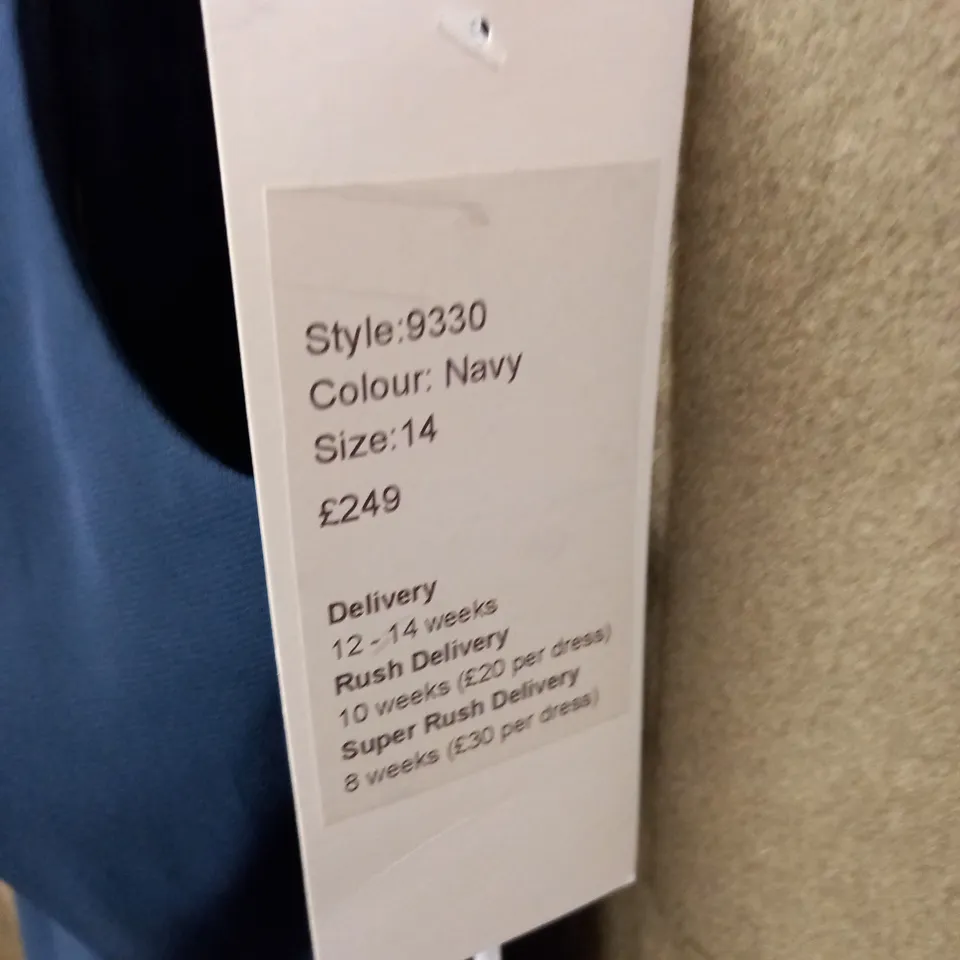 Style:9330
Colour: Navy
Size:14
£249
Delivery
12 - 14 weeks
Rush Delivery
10 weeks (£20 per dress)
Super Rush Delivery
8 weeks (£30 per dress)